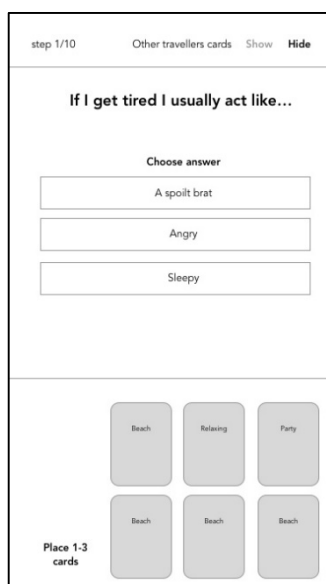 step 1/10 Other travellers cards Show Hide
If I get tired I usually act like...
Choose answer
A spoilt brat
Angry
Sleepy
Beach Relaxing Party
Beach Beach Beach
Place 1-3
cards